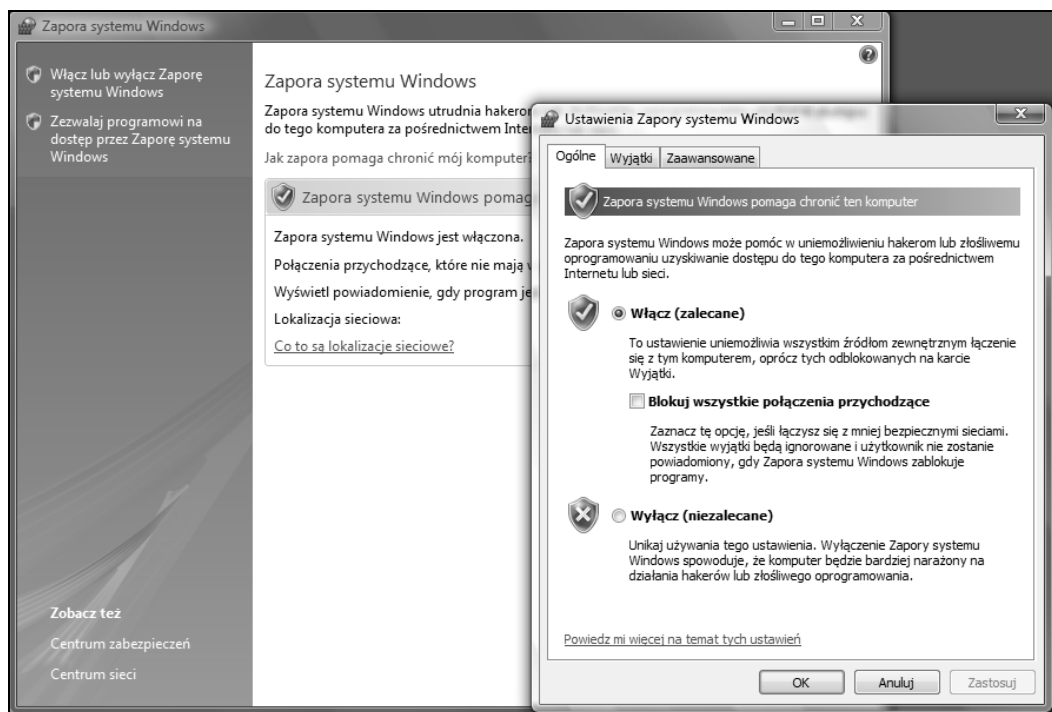 Zapora systemu Windows
Włącz lub wyłącz Zaporę
systemu Windows
Zezwalaj programowi na
dostęp przez Zaporę systemu
Windows
Zobacz też
Centrum zabezpieczeń
Centrum sieci
Zapora systemu Windows
Zapora systemu Windows utrudnia hakerom
do tego komputera za pośrednictwem
Jak zapora pomaga chronić mój komputer?
Zapora systemu Windows
Zapora systemu Windows jest włączona.
Połączenia przychodzące, które nie mają
Wyświetl powiadomienie, gdy program
Lokalizacja sieciowa:
Co to są lokalizacje sieciowe?
Ustawienia Zapory systemu Windows
Ogólne Wyjątki Zaawansowane
Zapora systemu Windows pomaga chronić ten komputer
Zapora systemu Windows może pomóc w uniemożliwieniu hakerom lub złośliwemu
oprogramowaniu uzyskiwanie dostępu do tego komputera za pośrednictwem
Internetu lub sieci.
Włącz (zalecane)
To ustawienie uniemożliwia wszystkim źródłom zewnętrznym łączenie
się z tym komputerem, oprócz tych odblokowanych na karcie
Wyjątki.
Blokuj wszystkie połączenia przychodzące
Zaznacz tę opcję, jeśli łączysz się z mniej bezpiecznymi sieciami.
Wszystkie wyjątki będą ignorowane i użytkownik nie zostanie
powiadomiony, gdy Zapora systemu Windows zablokuje
programy.
Wyłącz (niezalecane)
Unikaj używania tego ustawienia. Wyłączenie Zapory systemu
Windows spowoduje, że komputer będzie bardziej narażony na
działania hakerów lub złośliwego oprogramowania.
Powiedz mi więcej na temat tych ustawień
OK Anuluj Zastosuj